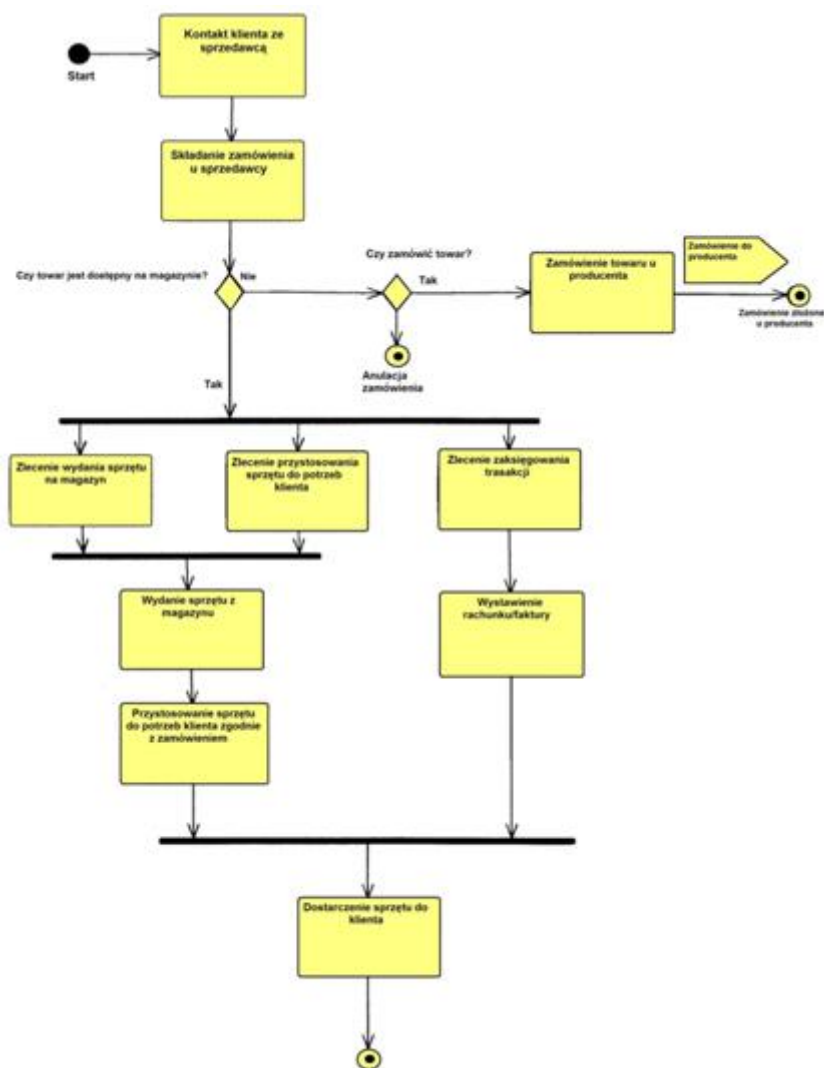 Kontakt klienta ze
sprzedawcą
Start
Składanie zamówienia
u sprzedawcy
Czy towar jest dostępny na magazynie?
Nie
Czy zamówić towar?
Tak
Zamówienie towaru u
producenta
Zamówienie do
producenta
Zamówienie złożone
u producenta
Anulacja
zamówienia
Tak
Zlecenie wydania sprzętu
na magazyn
Zlecenie przystosowania
sprzętu do potrzeb
klienta
Zlecenie zaksięgowania
trasakcji
Wydanie sprzętu z
magazynu
Wystawienie
rachunku/faktury
Przystosowanie sprzętu
do potrzeb klienta zgodnie
z zamówieniem
Dostarczenie sprzętu do
klienta